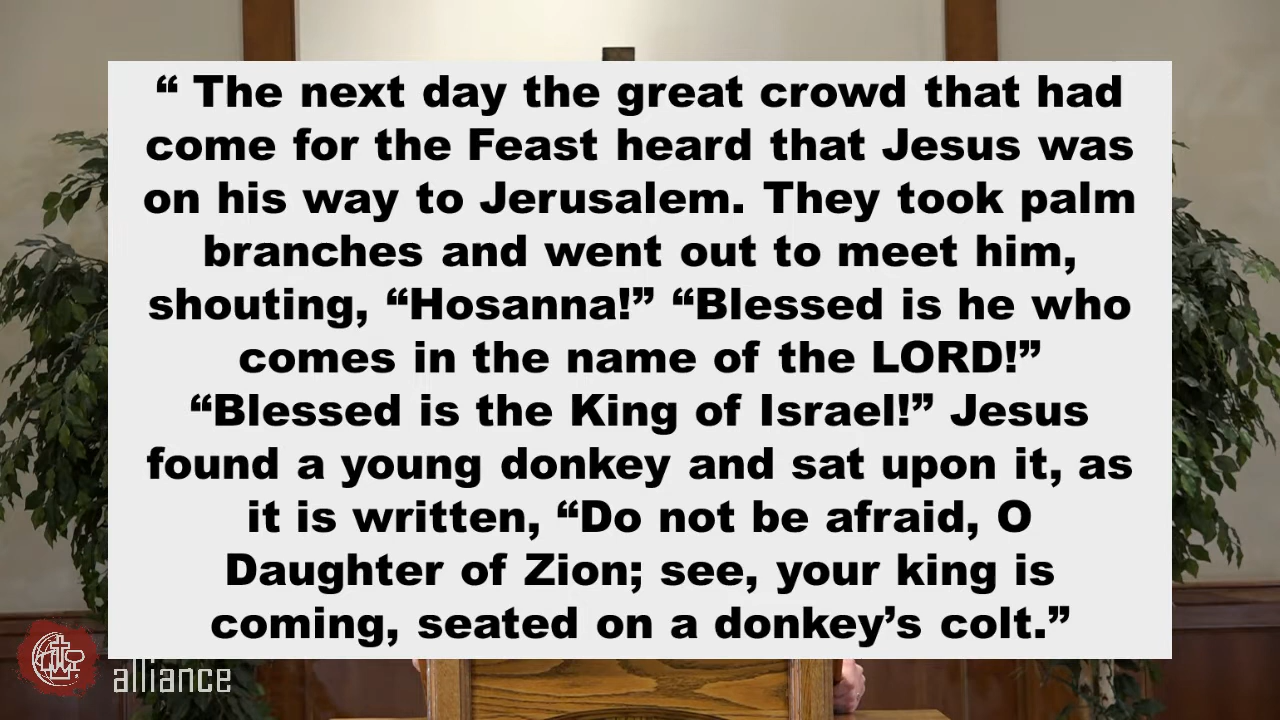 “ The next day the great crowd that had
come for the Feast heard that Jesus was
on his way to Jerusalem. They took palm
branches and went out to meet him,
shouting, “Hosanna!” “Blessed is he who
comes in the name of the LORD!”
“Blessed is the King of Israel!” Jesus
found a young donkey and sat upon it, as
it is written, “Do not be afraid, O
Daughter of Zion; see, your king is
coming, seated on a donkey’s colt.”
alliance